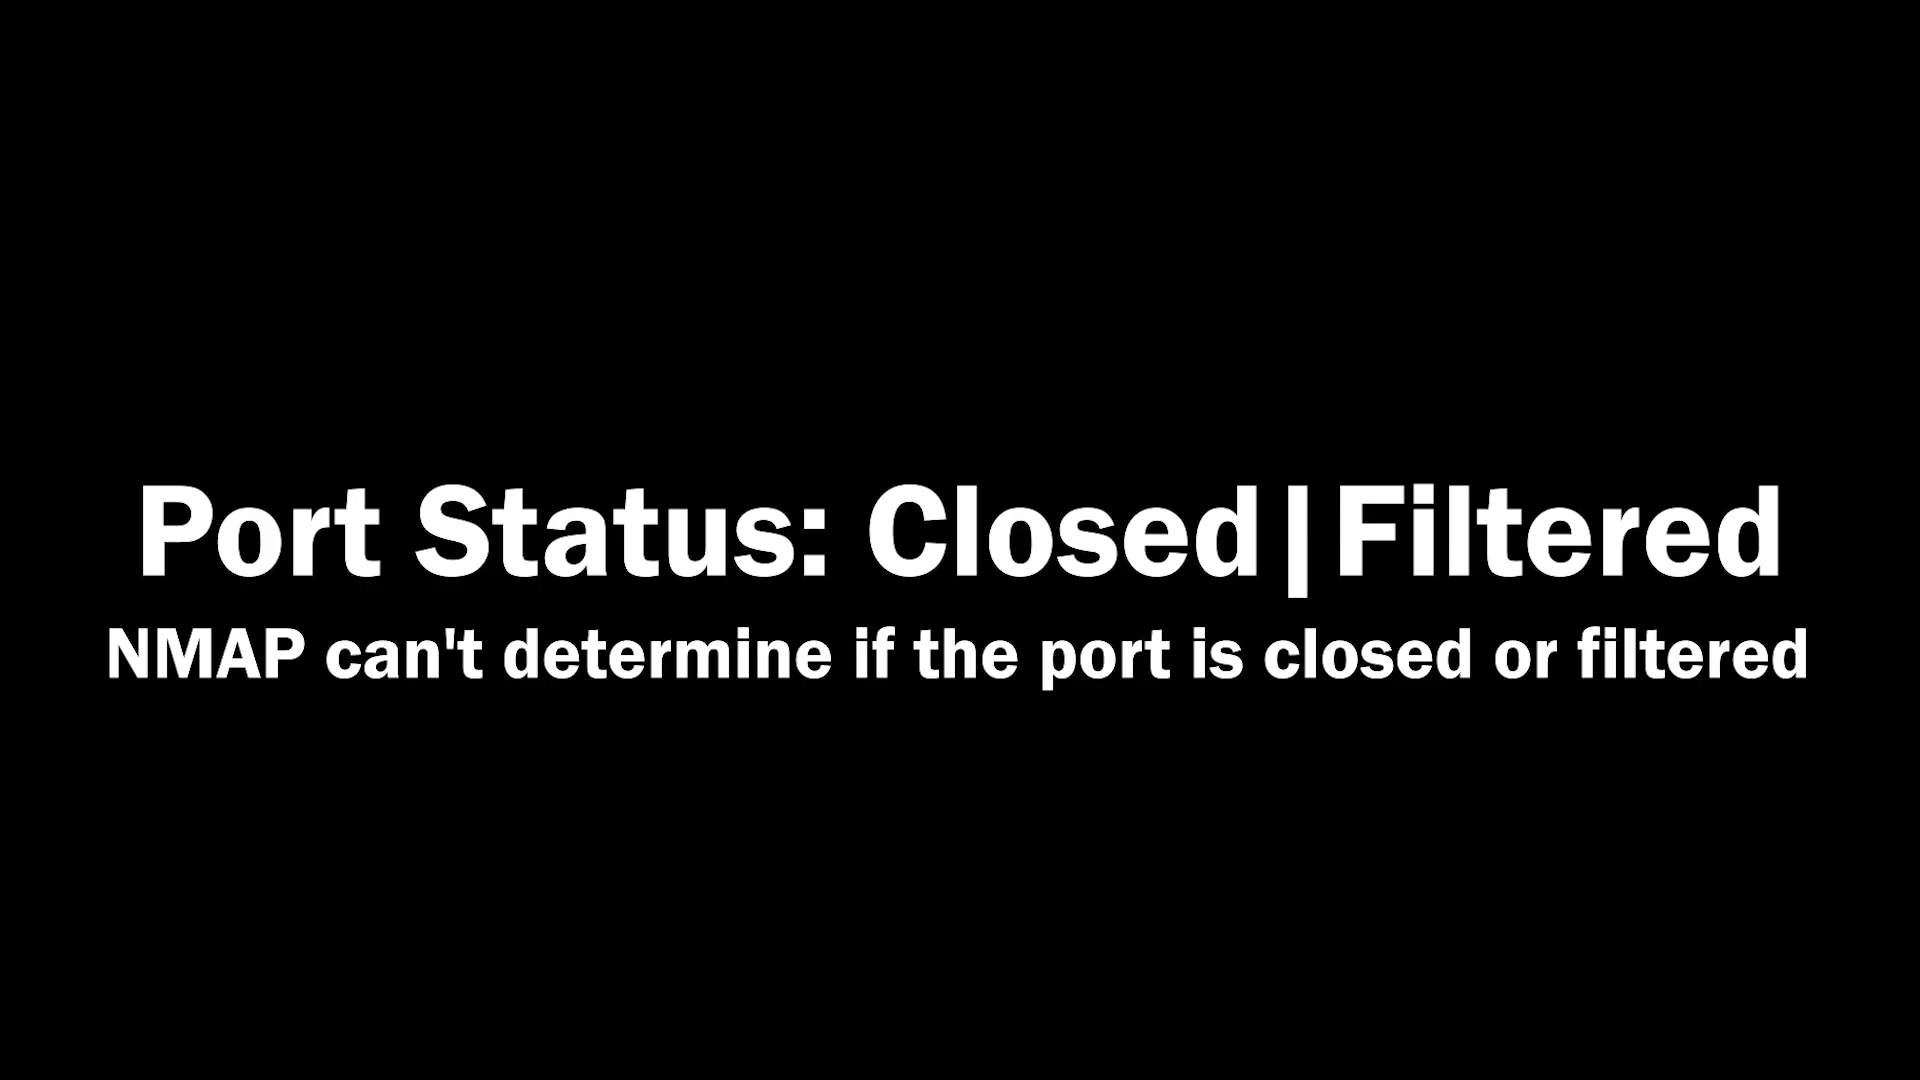 Port Status: Closed|Filtered
NMAP can't determine if the port is closed or filtered